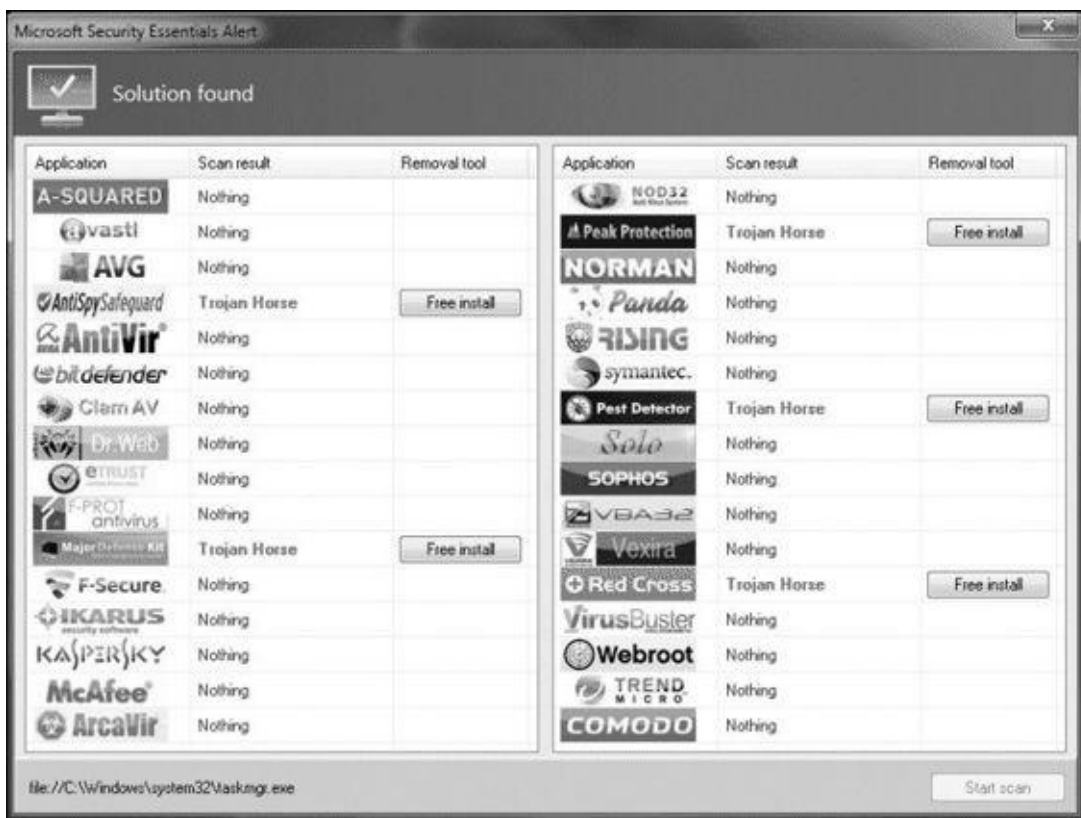 Microsoft Security Essentials Alert
X
Solution found
Application Scan result Removal tool
A-SQUARED Nothing
avast! Nothing
AVG Nothing
AntiSpySafeguard Trojan Horse Free install
AntiVir Nothing
bitdefender Nothing
Clam AV Nothing
Dr.Web Nothing
eTRUST Nothing
F-PROT antivirus Nothing
Major Defense Kit Trojan Horse Free install
F-Secure. Nothing
IKARUS security software Nothing
KASPERSKY Nothing
McAfee Nothing
ArcaVir Nothing
Application Scan result Removal tool
NOD32 Nothing
Peak Protection Trojan Horse Free install
NORMAN Nothing
Panda Nothing
RISING Nothing
symantec. Nothing
Pest Detector Trojan Horse Free install
Solo Nothing
SOPHOS Nothing
VBA32 Nothing
Vexira Nothing
Red Cross Trojan Horse Free install
VirusBuster Nothing
Webroot Nothing
TREND MICRO Nothing
COMODO Nothing
file://C:\Windows\system32\taskmgr.exe
Start scan